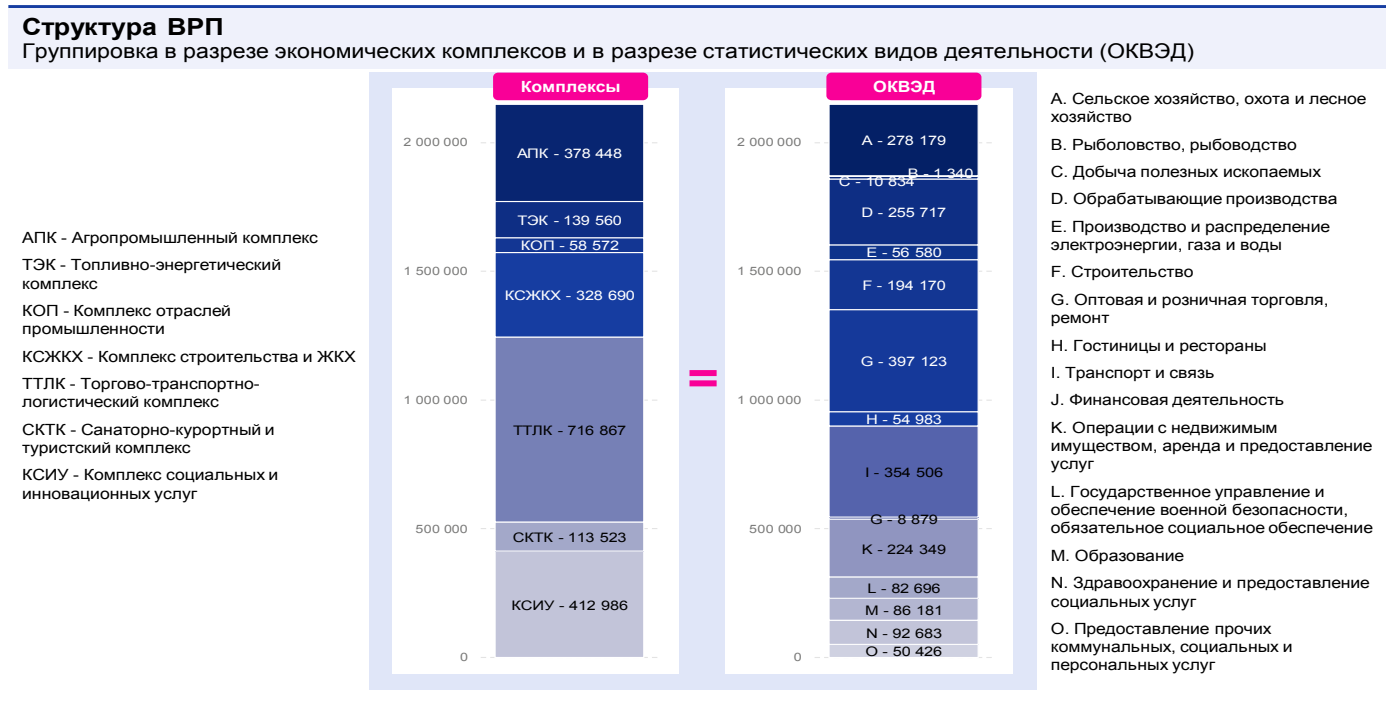 Структура ВРП
Группировка в разрезе экономических комплексов и в разрезе статистических видов деятельности (ОКВЭД)
АПК - Агропромышленный комплекс
ТЭК - Топливно-энергетический
комплекс
КОП - Комплекс отраслей
промышленности
КСЖКХ - Комплекс строительства и ЖКХ
ТТЛК - Торгово-транспортно-
логистический комплекс
СКТК - Санаторно-курортный и
туристский комплекс
КСИУ - Комплекс социальных и
инновационных услуг
Комплексы
2 000 000
1 500 000
1 000 000
500 000
0
АПК - 378 448
ТЭК - 139 560
КОП - 58 572
КСЖКХ - 328 690
ТТЛК - 716 867
СКТК - 113 523
КСИУ - 412 986
=
ОКВЭД
2 000 000
1 500 000
1 000 000
500 000
0
A - 278 179
B - 1 340
C - 10 834
D - 255 717
E - 56 580
F - 194 170
G - 397 123
H - 54 983
I - 354 506
G - 8 879
K - 224 349
L - 82 696
M - 86 181
N - 92 683
O - 50 426
A. Сельское хозяйство, охота и лесное
хозяйство
B. Рыболовство, рыбоводство
C. Добыча полезных ископаемых
D. Обрабатывающие производства
E. Производство и распределение
электроэнергии, газа и воды
F. Строительство
G. Оптовая и розничная торговля,
ремонт
H. Гостиницы и рестораны
I. Транспорт и связь
J. Финансовая деятельность
K. Операции с недвижимым
имуществом, аренда и предоставление
услуг
L. Государственное управление и
обеспечение военной безопасности,
обязательное социальное обеспечение
M. Образование
N. Здравоохранение и предоставление
социальных услуг
O. Предоставление прочих
коммунальных, социальных и
персональных услуг